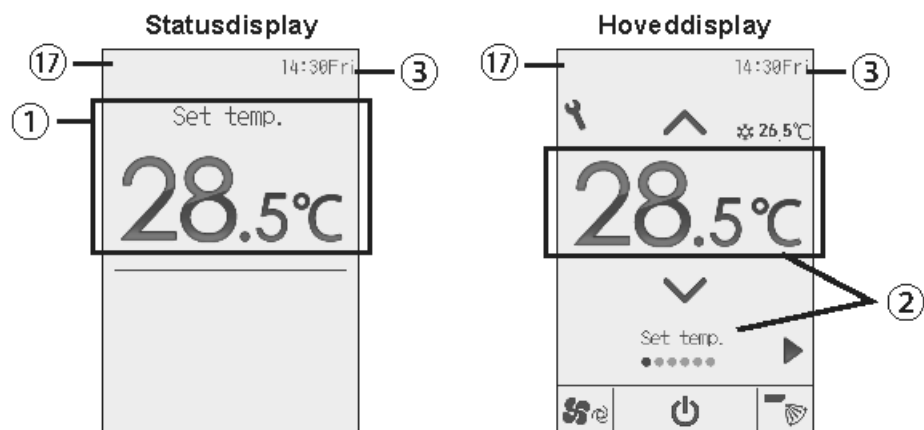 Statusdisplay
⑰
14:30Fri
③
①
Set temp.
28.5°C
Hoveddisplay
⑰
14:30Fri
③
26.5°C
28.5°C
②
Set temp.